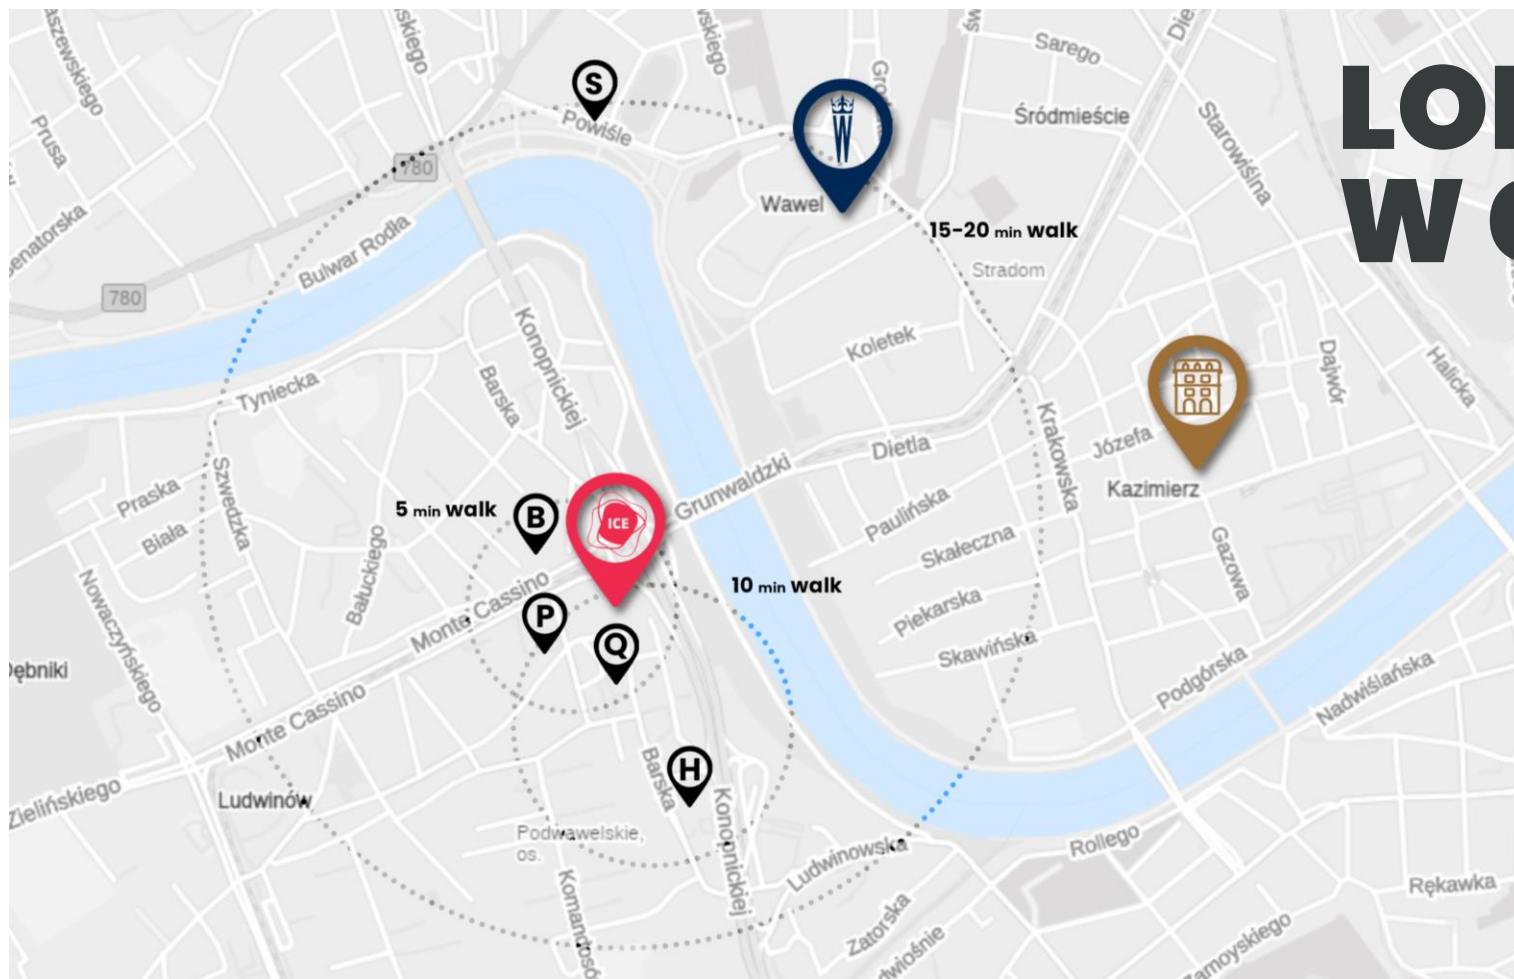 Sarego
S
Śródmieście
Powiśle
Prusa
780
W
Starowiślna
Wawel
15-20 min walk
Stradom
Bulwar Rodła
780
Konopnickiej
Koletek
Dajwór
Halicka
Tyniecka
Barska
Krakowska
Józefa
Dietla
Grunwaldzki
Kazimierz
Praska
Szwedzka
5 min walk
B
ICE
Paulińska
Biała
Bałuckiego
Skałeczna
Gazowa
Monte Cassino
10 min walk
P
Piekarska
Nowaczyńskiego
Q
Skawińska
Podgórska
Nadwiślańska
Monte Cassino
Barska
H
Zielińskiego
Ludwinów
Konopnickiej
Podwawelskie,
os.
Ludwinowska
Rollego
Rękawka
Zatorska